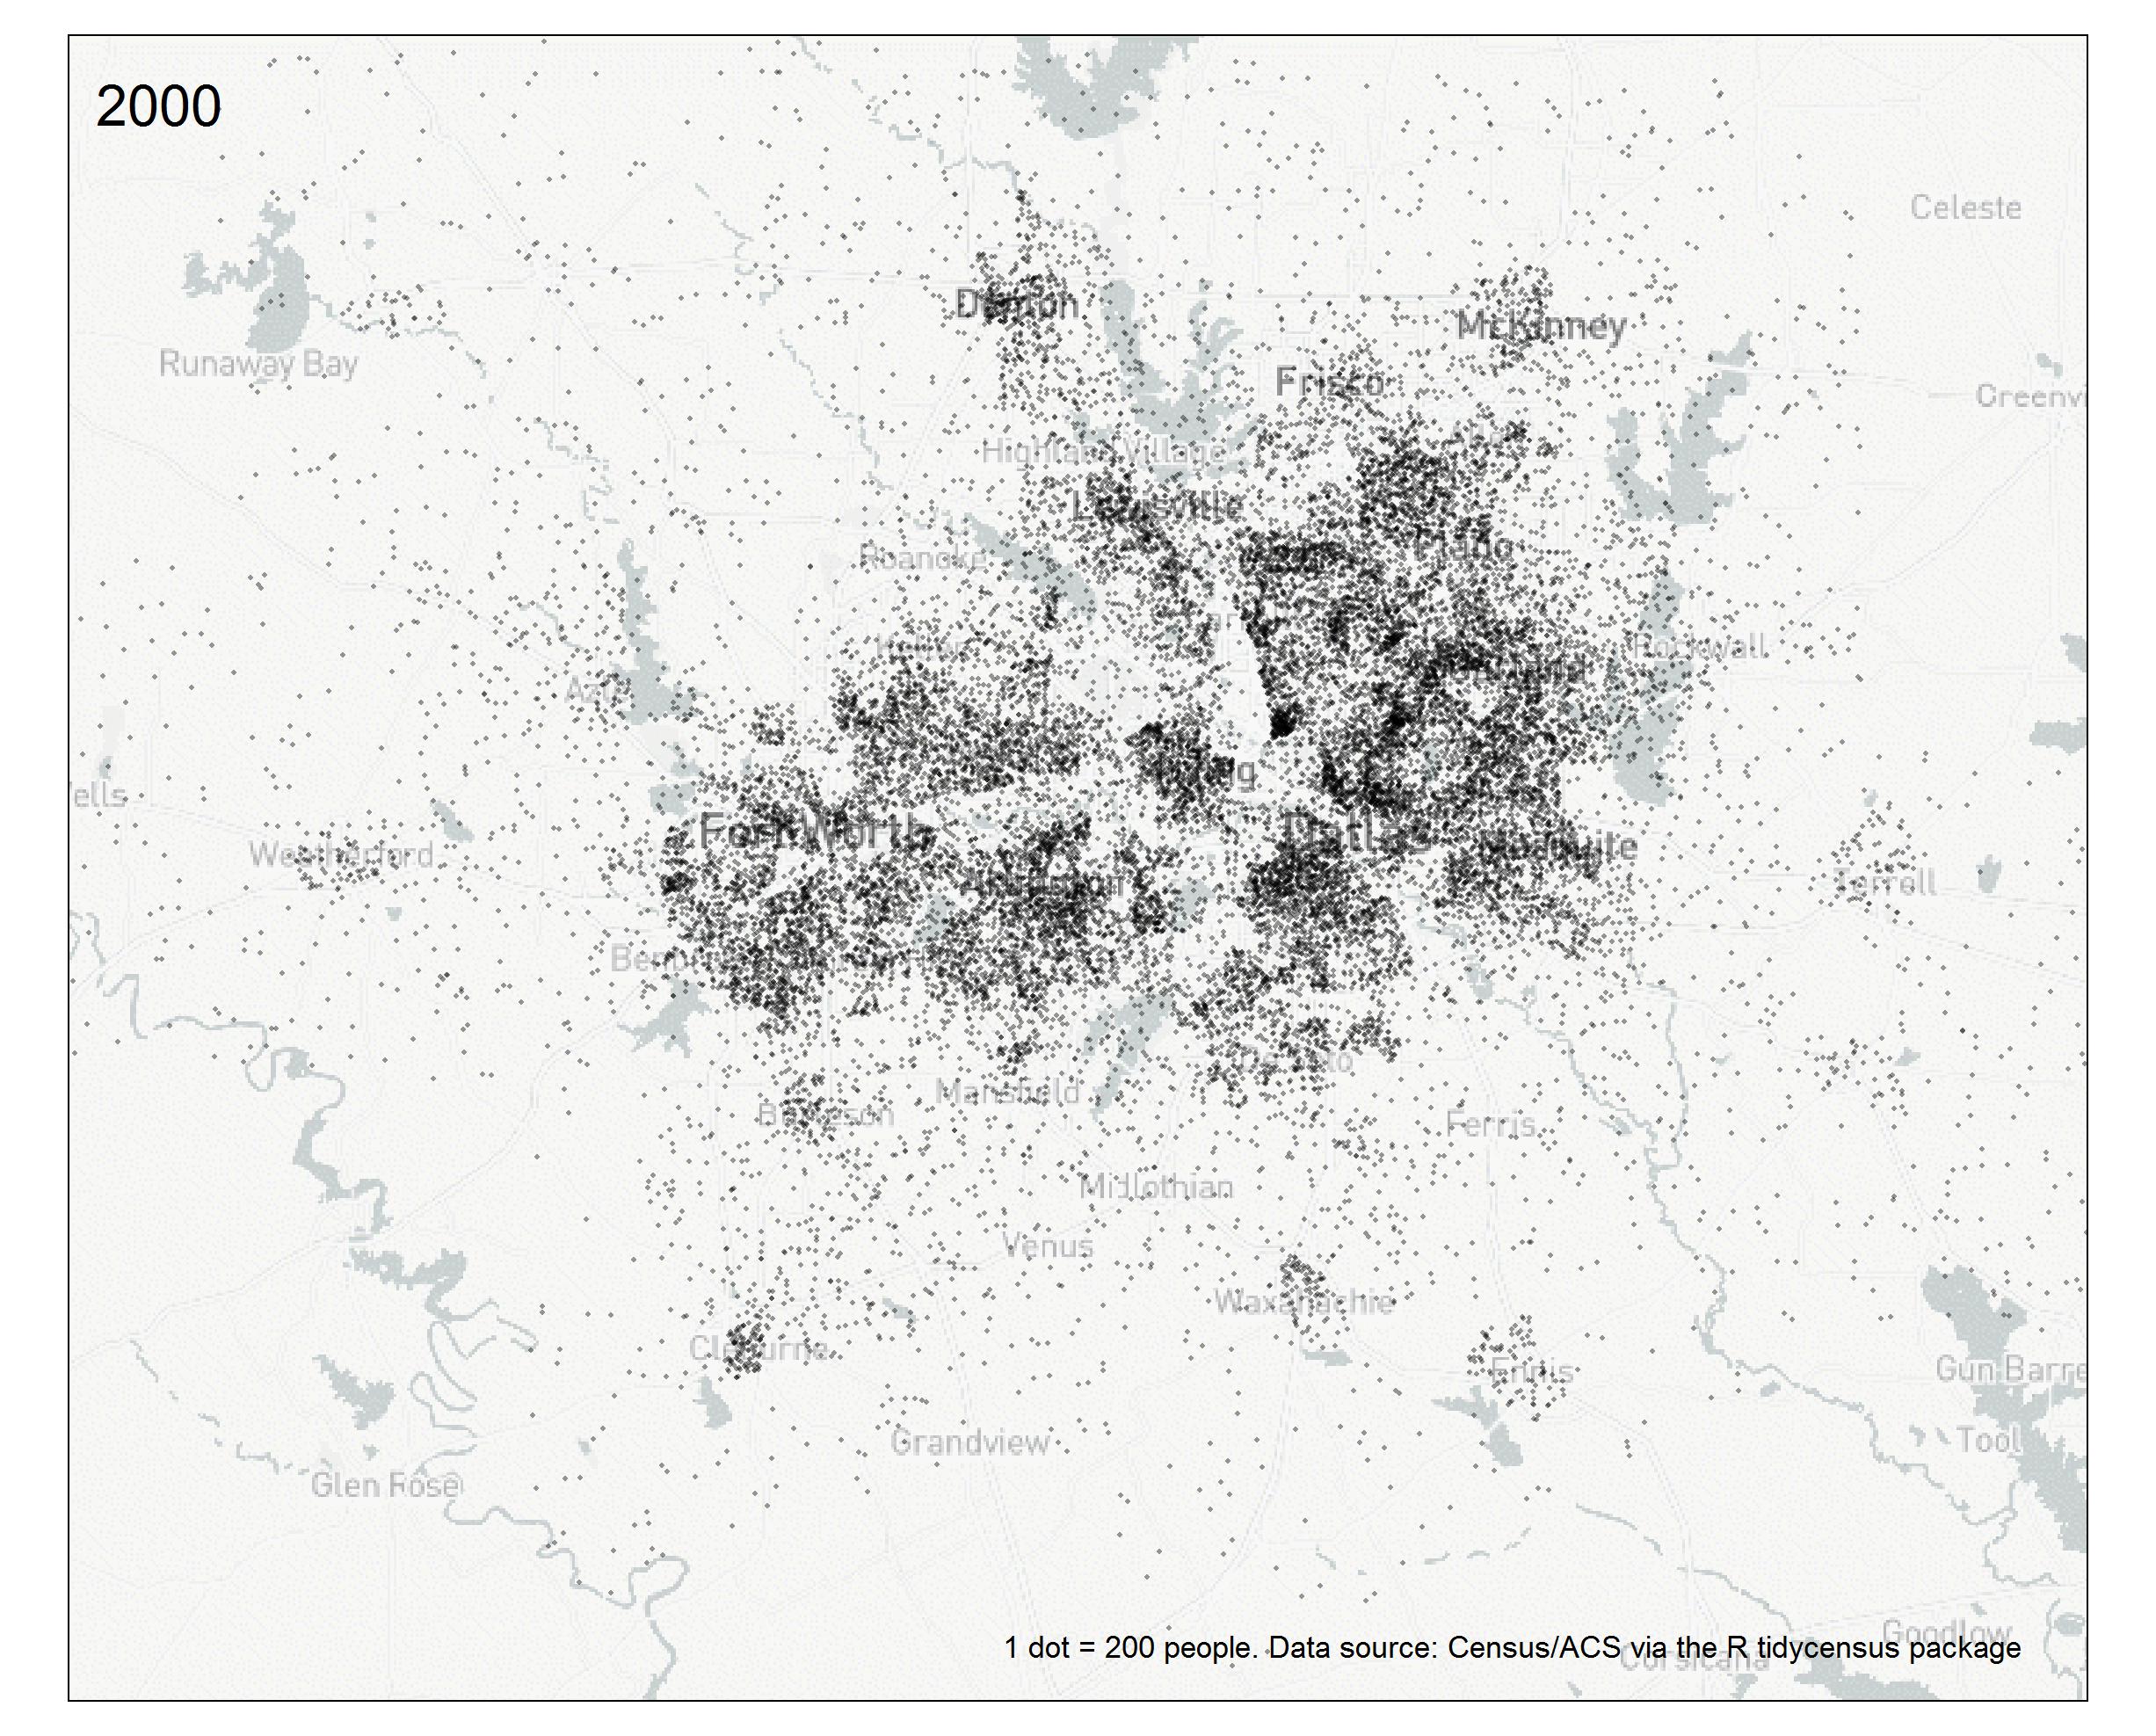 2000
Celeste
Denton
McKinney
Runaway Bay
Frisco
Greenvi
Highland Village
Lewisville
Plano
Roanoke
Rockwall
Azle
Irving
ells
Fort Worth
Dallas
Mesquite
Weatherford
Arlington
Terrell
DeSoto
Mansfield
Burleson
Ferris
Midlothian
Venus
Waxahachie
Cleburne
Ennis
Gun Barre
Grandview
Tool
Glen Rose
Goodlow
1 dot = 200 people. Data source: Census/ACS via the R tidycensus package
Corsicana